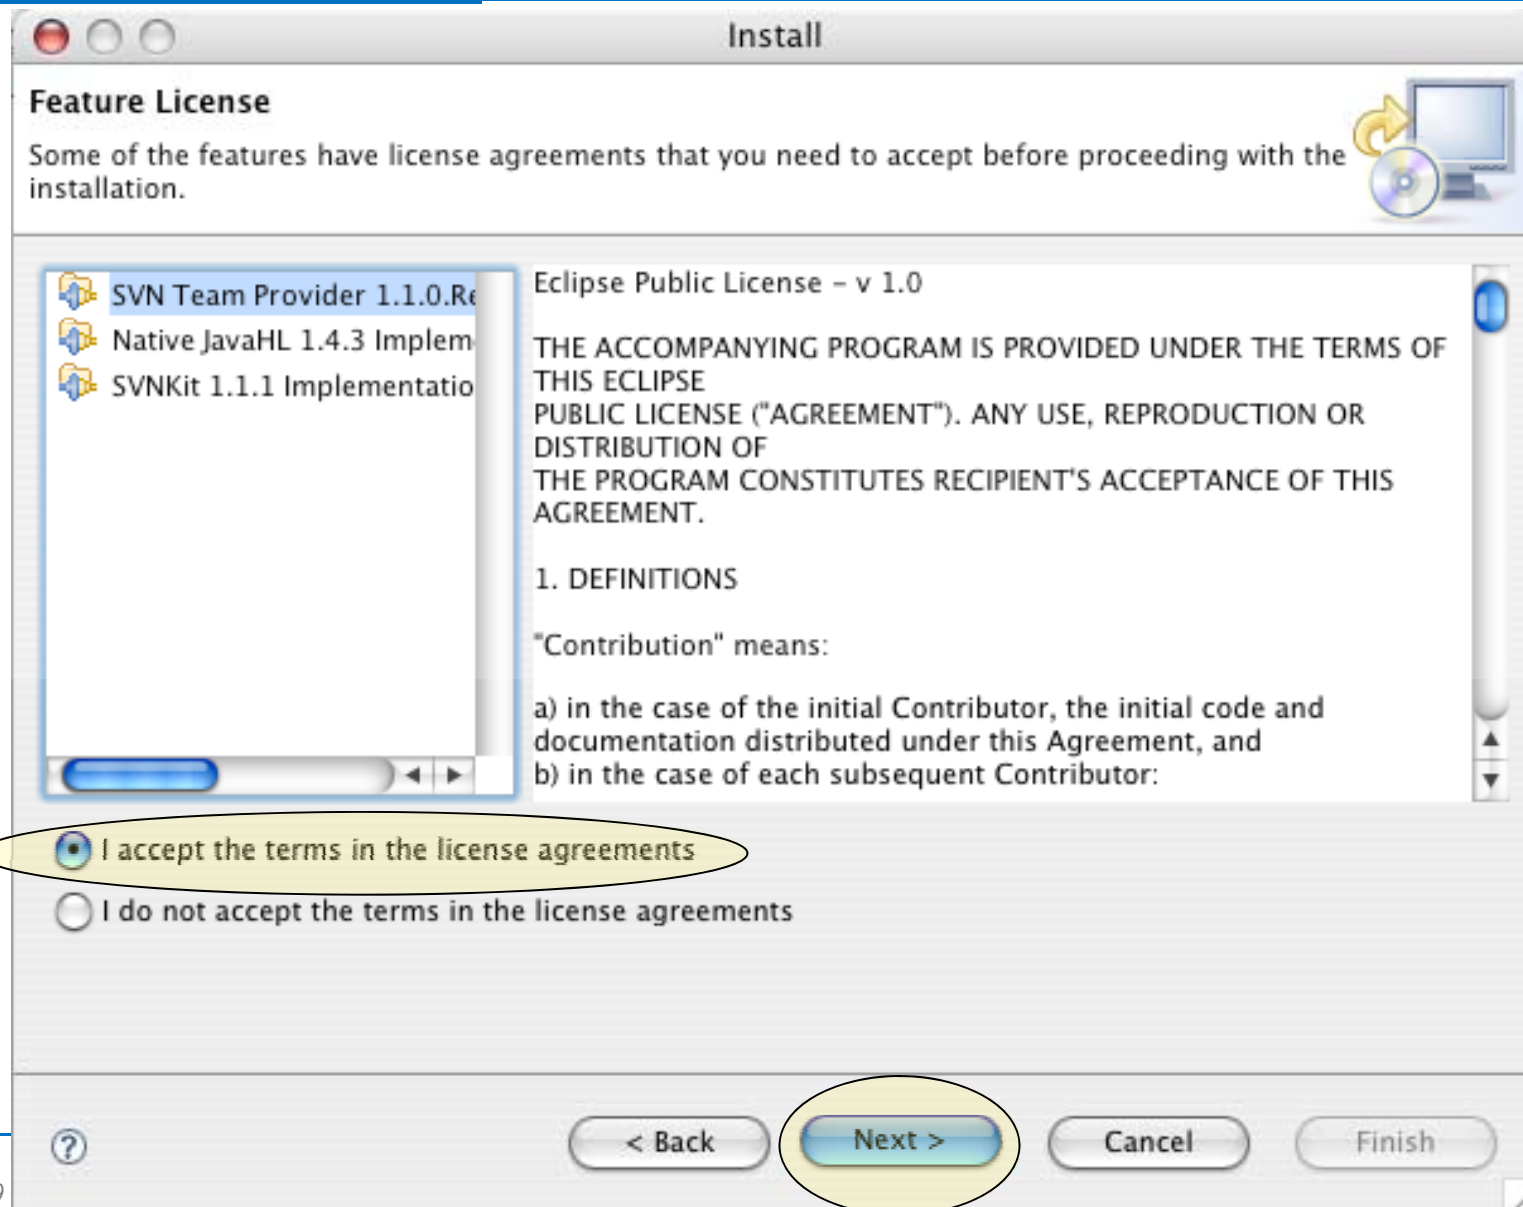 Install
Feature License
Some of the features have license agreements that you need to accept before proceeding with the
installation.
SVN Team Provider 1.1.0.Re
Native JavaHL 1.4.3 Implem
SVNKit 1.1.1 Implementatio
Eclipse Public License – v 1.0
THE ACCOMPANYING PROGRAM IS PROVIDED UNDER THE TERMS OF
THIS ECLIPSE
PUBLIC LICENSE ("AGREEMENT"). ANY USE, REPRODUCTION OR
DISTRIBUTION OF
THE PROGRAM CONSTITUTES RECIPIENT'S ACCEPTANCE OF THIS
AGREEMENT.
1. DEFINITIONS
"Contribution" means:
a) in the case of the initial Contributor, the initial code and
documentation distributed under this Agreement, and
b) in the case of each subsequent Contributor:
I accept the terms in the license agreements
I do not accept the terms in the license agreements
?
< Back
Next >
Cancel
Finish